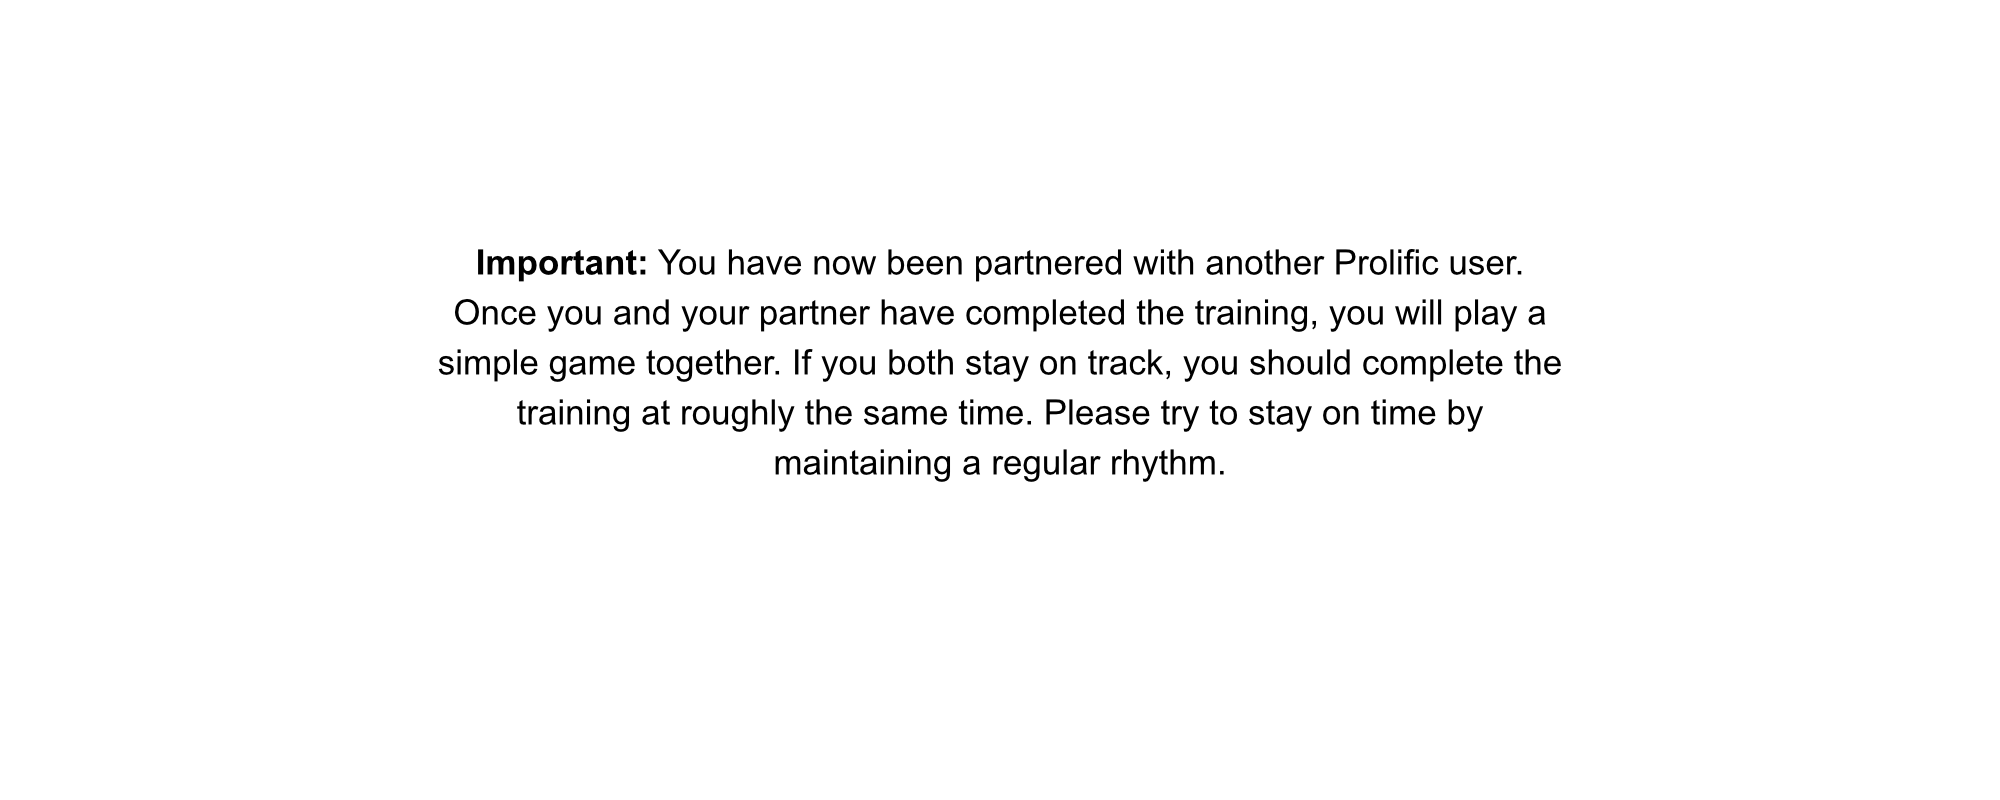 Important: You have now been partnered with another Prolific user.
Once you and your partner have completed the training, you will play a
simple game together. If you both stay on track, you should complete the
training at roughly the same time. Please try to stay on time by
maintaining a regular rhythm.